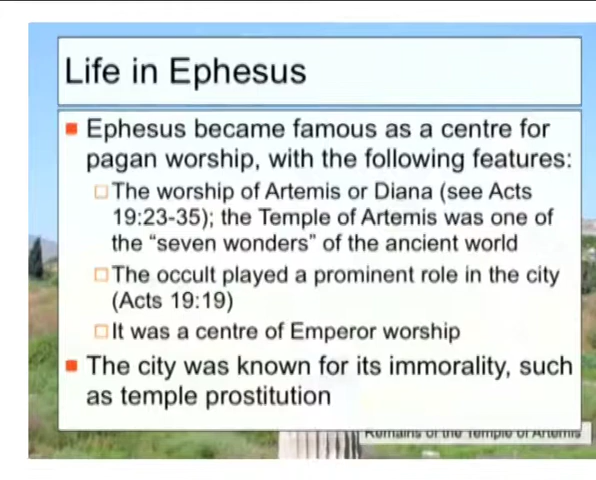 Life in Ephesus
Ephesus became famous as a centre for
pagan worship, with the following features:
The worship of Artemis or Diana (see Acts
19:23-35); the Temple of Artemis was one of
the “seven wonders” of the ancient world
The occult played a prominent role in the city
(Acts 19:19)
It was a centre of Emperor worship
The city was known for its immorality, such
as temple prostitution
Remains of the Temple of Artemis